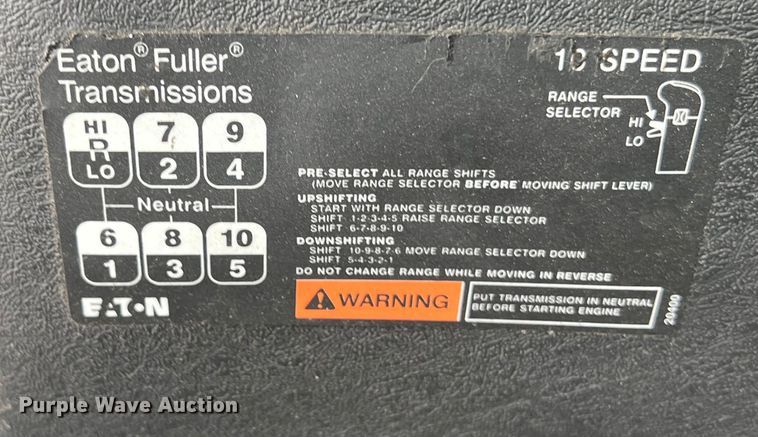 Eaton® Fuller®
Transmissions
10 SPEED
RANGE
SELECTOR
HI
LO
HI
R
LO
7
2
9
4
Neutral
6
1
8
3
10
5
PRE-SELECT ALL RANGE SHIFTS
(MOVE RANGE SELECTOR BEFORE MOVING SHIFT LEVER)
UPSHIFTING
START WITH RANGE SELECTOR DOWN
SHIFT 1-2-3-4-5 RAISE RANGE SELECTOR
SHIFT 6-7-8-9-10
DOWNSHIFTING
SHIFT 10-9-8-7-6 MOVE RANGE SELECTOR DOWN
SHIFT 5-4-3-2-1
DO NOT CHANGE RANGE WHILE MOVING IN REVERSE
WARNING
PUT TRANSMISSION IN NEUTRAL
BEFORE STARTING ENGINE
20400
EATON
Purple Wave Auction